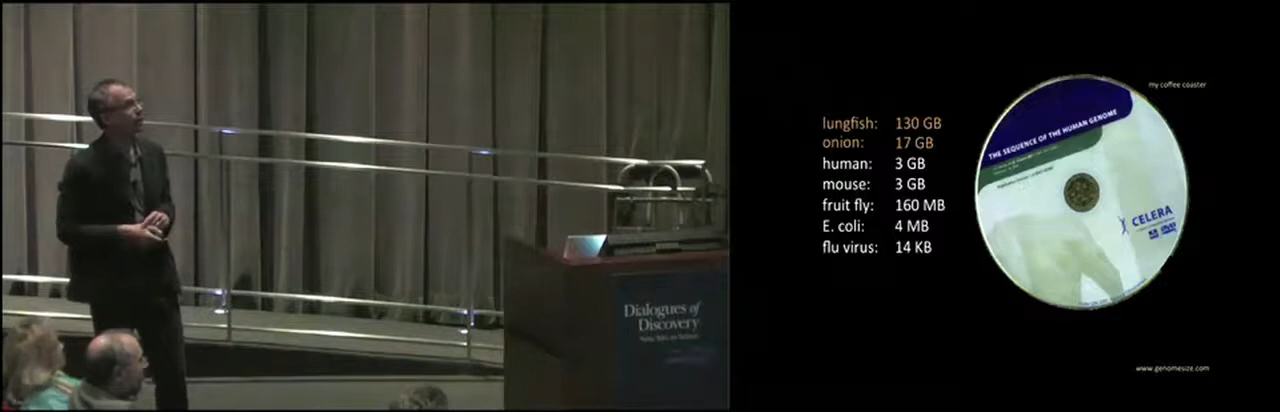 Dialogues of
Discovery
my coffee coaster
lungfish: 130 GB
onion: 17 GB
human: 3 GB
mouse: 3 GB
fruit fly: 160 MB
E. coli: 4 MB
flu virus: 14 KB
THE SEQUENCE OF THE HUMAN GENOME
CELERA
www.genomesize.com